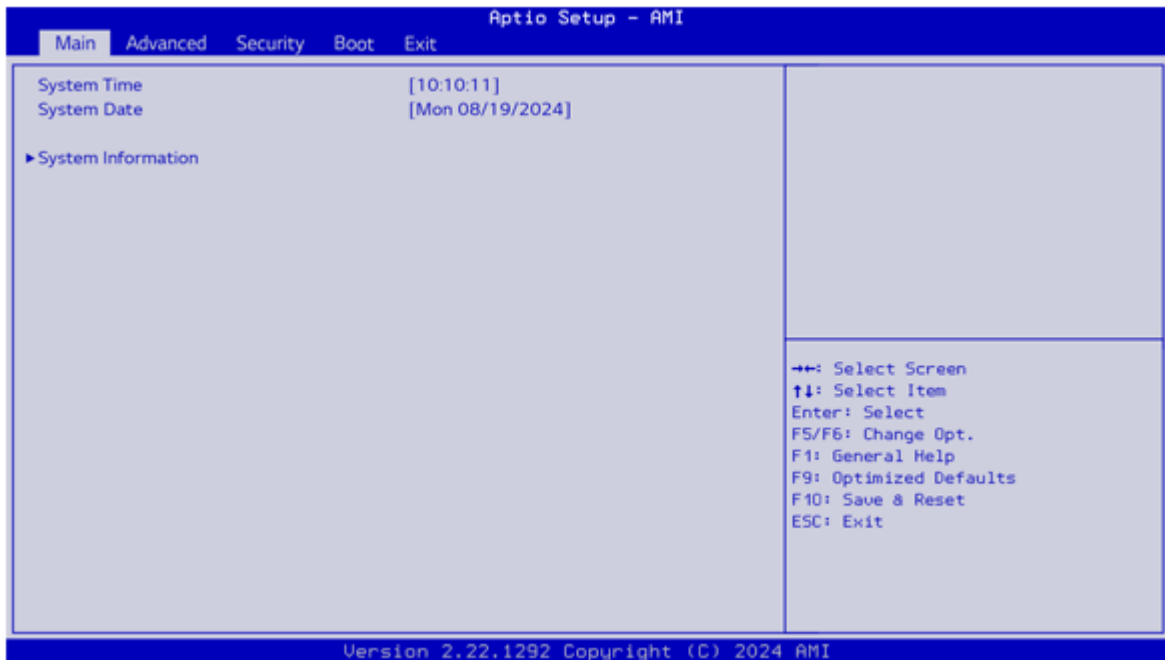 Aptio Setup - AMI
Main Advanced Security Boot Exit
System Time [10:10:11]
System Date [Mon 08/19/2024]
▶System Information
→←: Select Screen
↑↓: Select Item
Enter: Select
F5/F6: Change Opt.
F1: General Help
F9: Optimized Defaults
F10: Save & Reset
ESC: Exit
Version 2.22.1292 Copyright (C) 2024 AMI